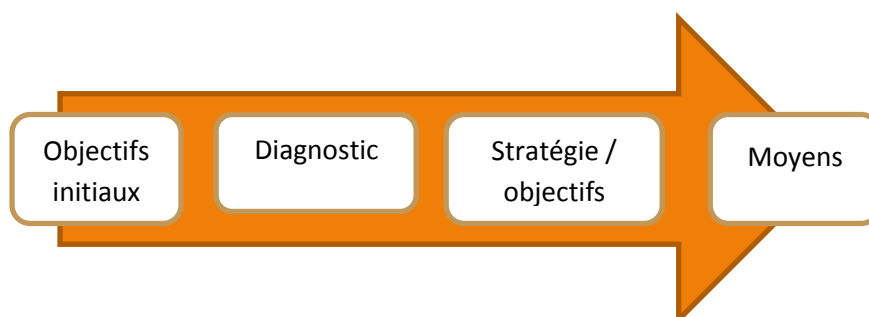 Objectifs
initiaux
Diagnostic
Stratégie /
objectifs
Moyens